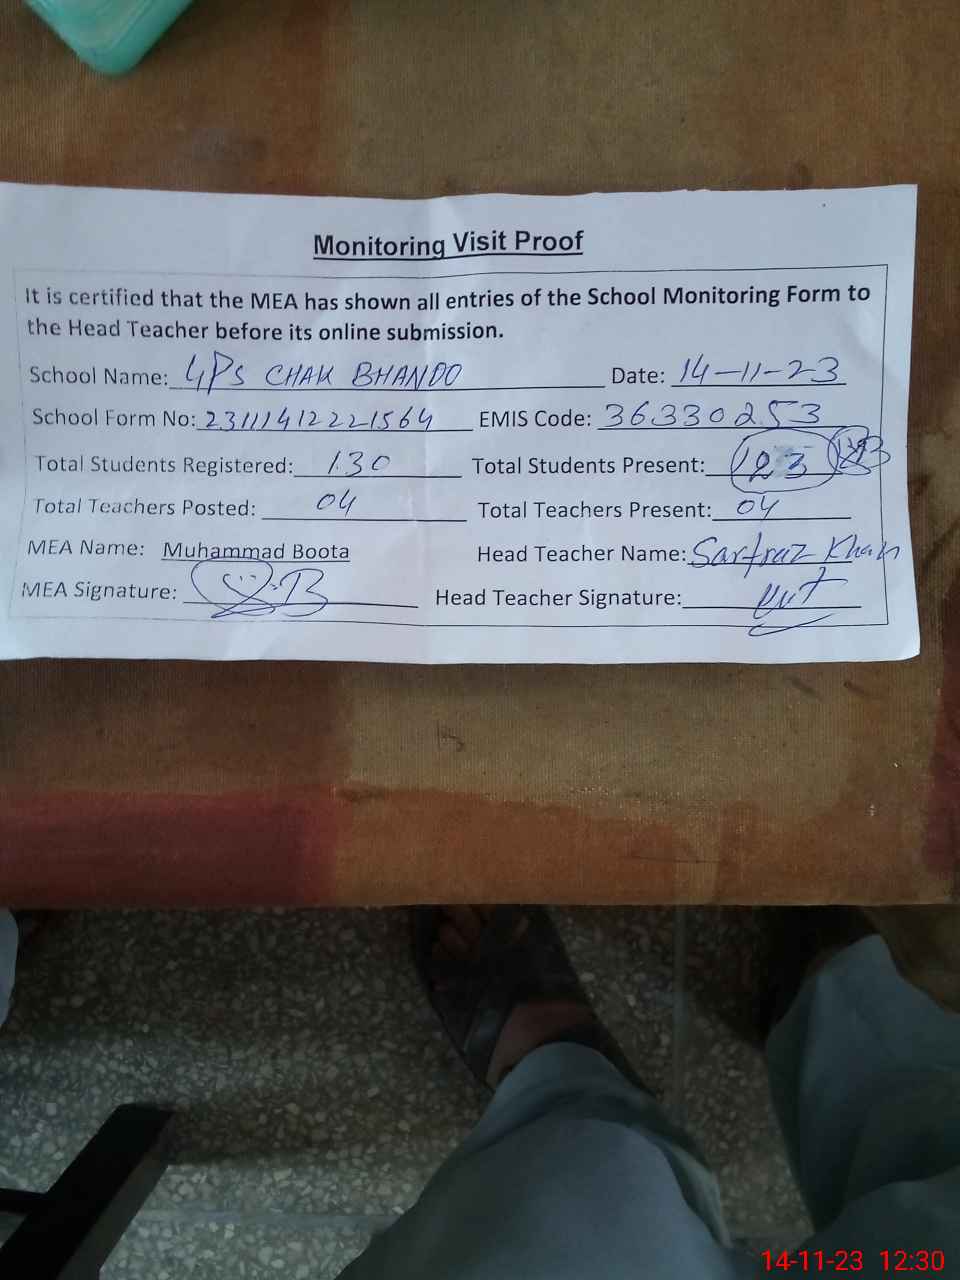 Monitoring Visit Proof
It is certified that the MEA has shown all entries of the School Monitoring Form to
the Head Teacher before its online submission.
School Name: GPS CHAK BHANDO Date: 14-11-23
School Form No: 23111412221564 EMIS Code: 36330253
Total Students Registered: 130 Total Students Present: 123
Total Teachers Posted: 04 Total Teachers Present: 04
MEA Name: Muhammad Boota Head Teacher Name: Sarfraz Khan
MEA Signature: Head Teacher Signature:
14-11-23 12:30